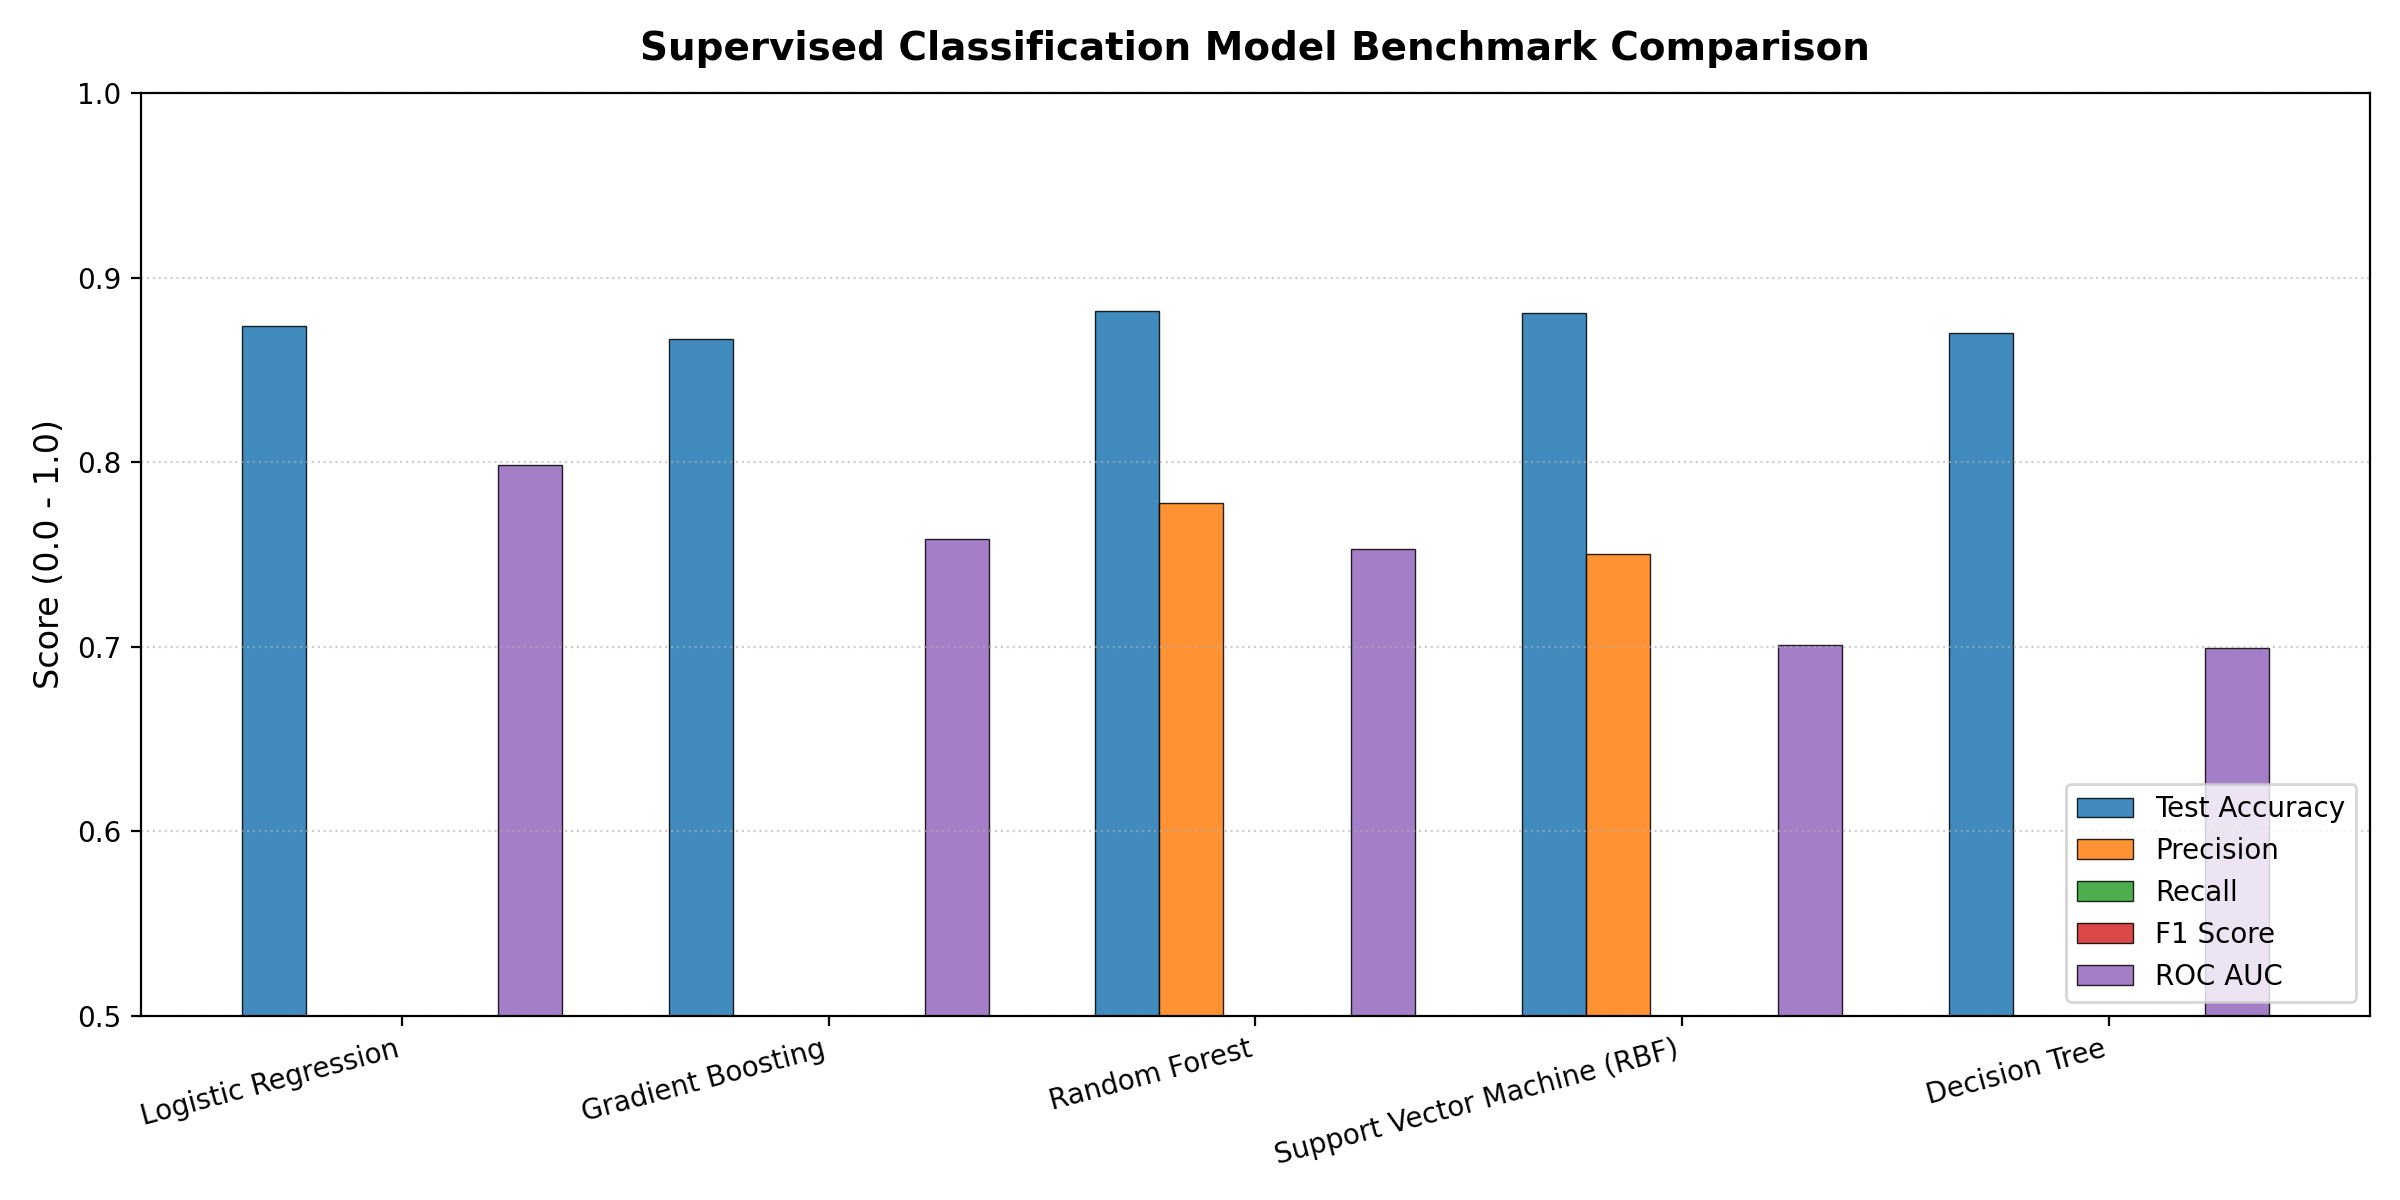 Supervised Classification Model Benchmark Comparison
Score (0.0 - 1.0)
1.0
0.9
0.8
0.7
0.6
0.5
Test Accuracy
Precision
Recall
F1 Score
ROC AUC
Logistic Regression
Gradient Boosting
Random Forest
Support Vector Machine (RBF)
Decision Tree